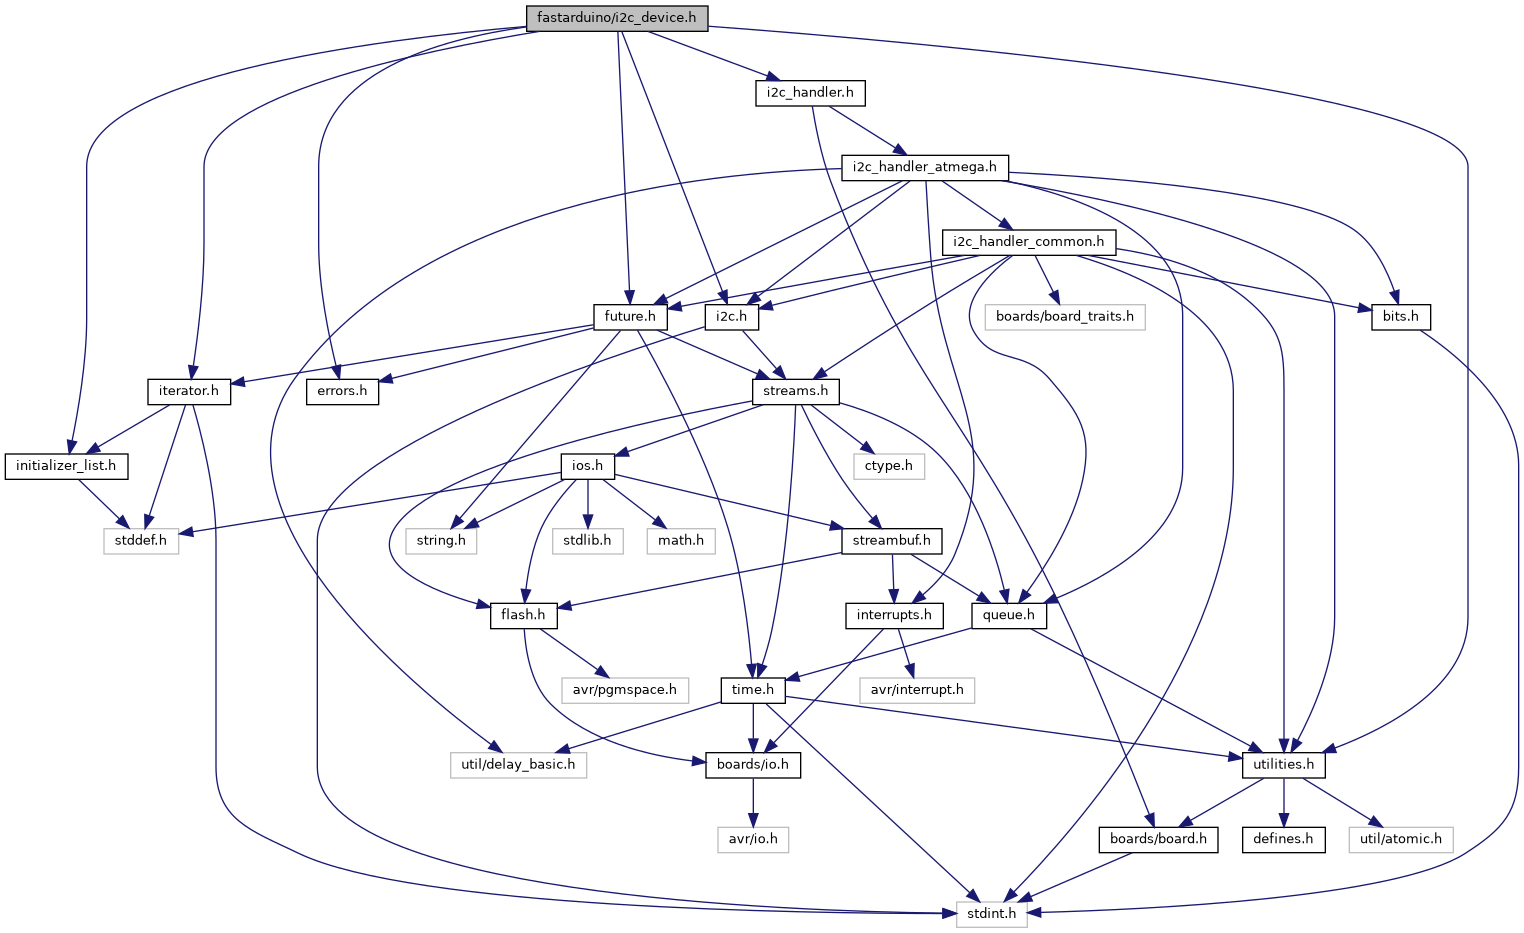 fastarduino/i2c_device.h
i2c_handler.h
i2c_handler_atmega.h
i2c_handler_common.h
future.h
i2c.h
boards/board_traits.h
bits.h
iterator.h
errors.h
streams.h
initializer_list.h
ios.h
ctype.h
stddef.h
string.h
stdlib.h
math.h
streambuf.h
flash.h
interrupts.h
queue.h
avr/pgmspace.h
time.h
avr/interrupt.h
util/delay_basic.h
boards/io.h
utilities.h
avr/io.h
boards/board.h
defines.h
util/atomic.h
stdint.h